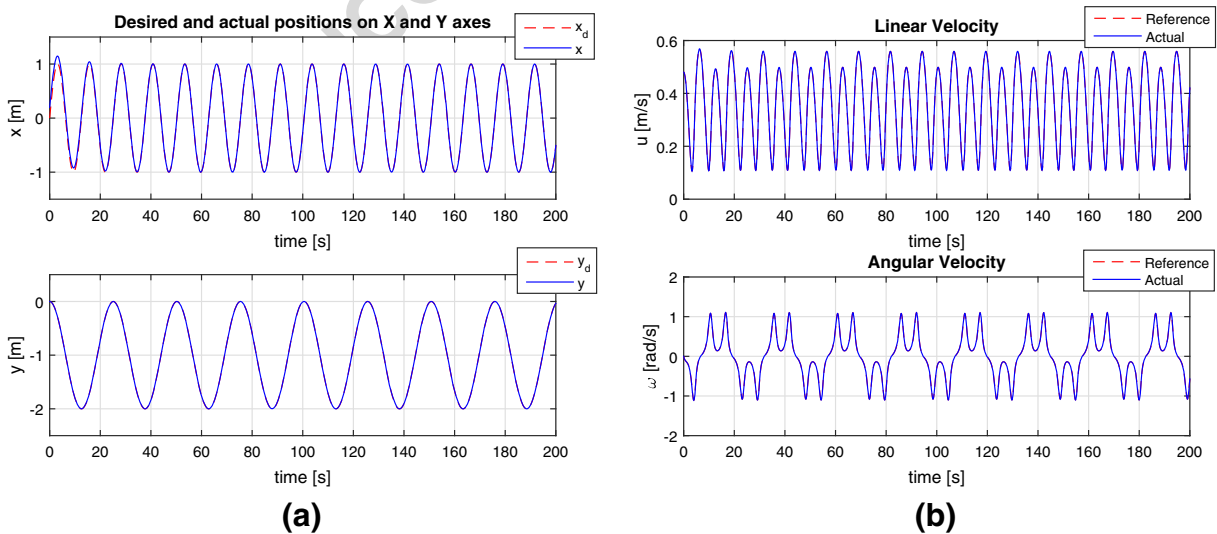 Desired and actual positions on X and Y axes
x_d
x
1
0
-1
x [m]
0 20 40 60 80 100 120 140 160 180 200
time [s]
y_d
y
0
-1
-2
y [m]
0 20 40 60 80 100 120 140 160 180 200
time [s]
(a)
Linear Velocity
Reference
Actual
0.6
0.4
0.2
0
u [m/s]
0 20 40 60 80 100 120 140 160 180 200
time [s]
Angular Velocity
Reference
Actual
2
1
0
-1
-2
ω [rad/s]
0 20 40 60 80 100 120 140 160 180 200
time [s]
(b)